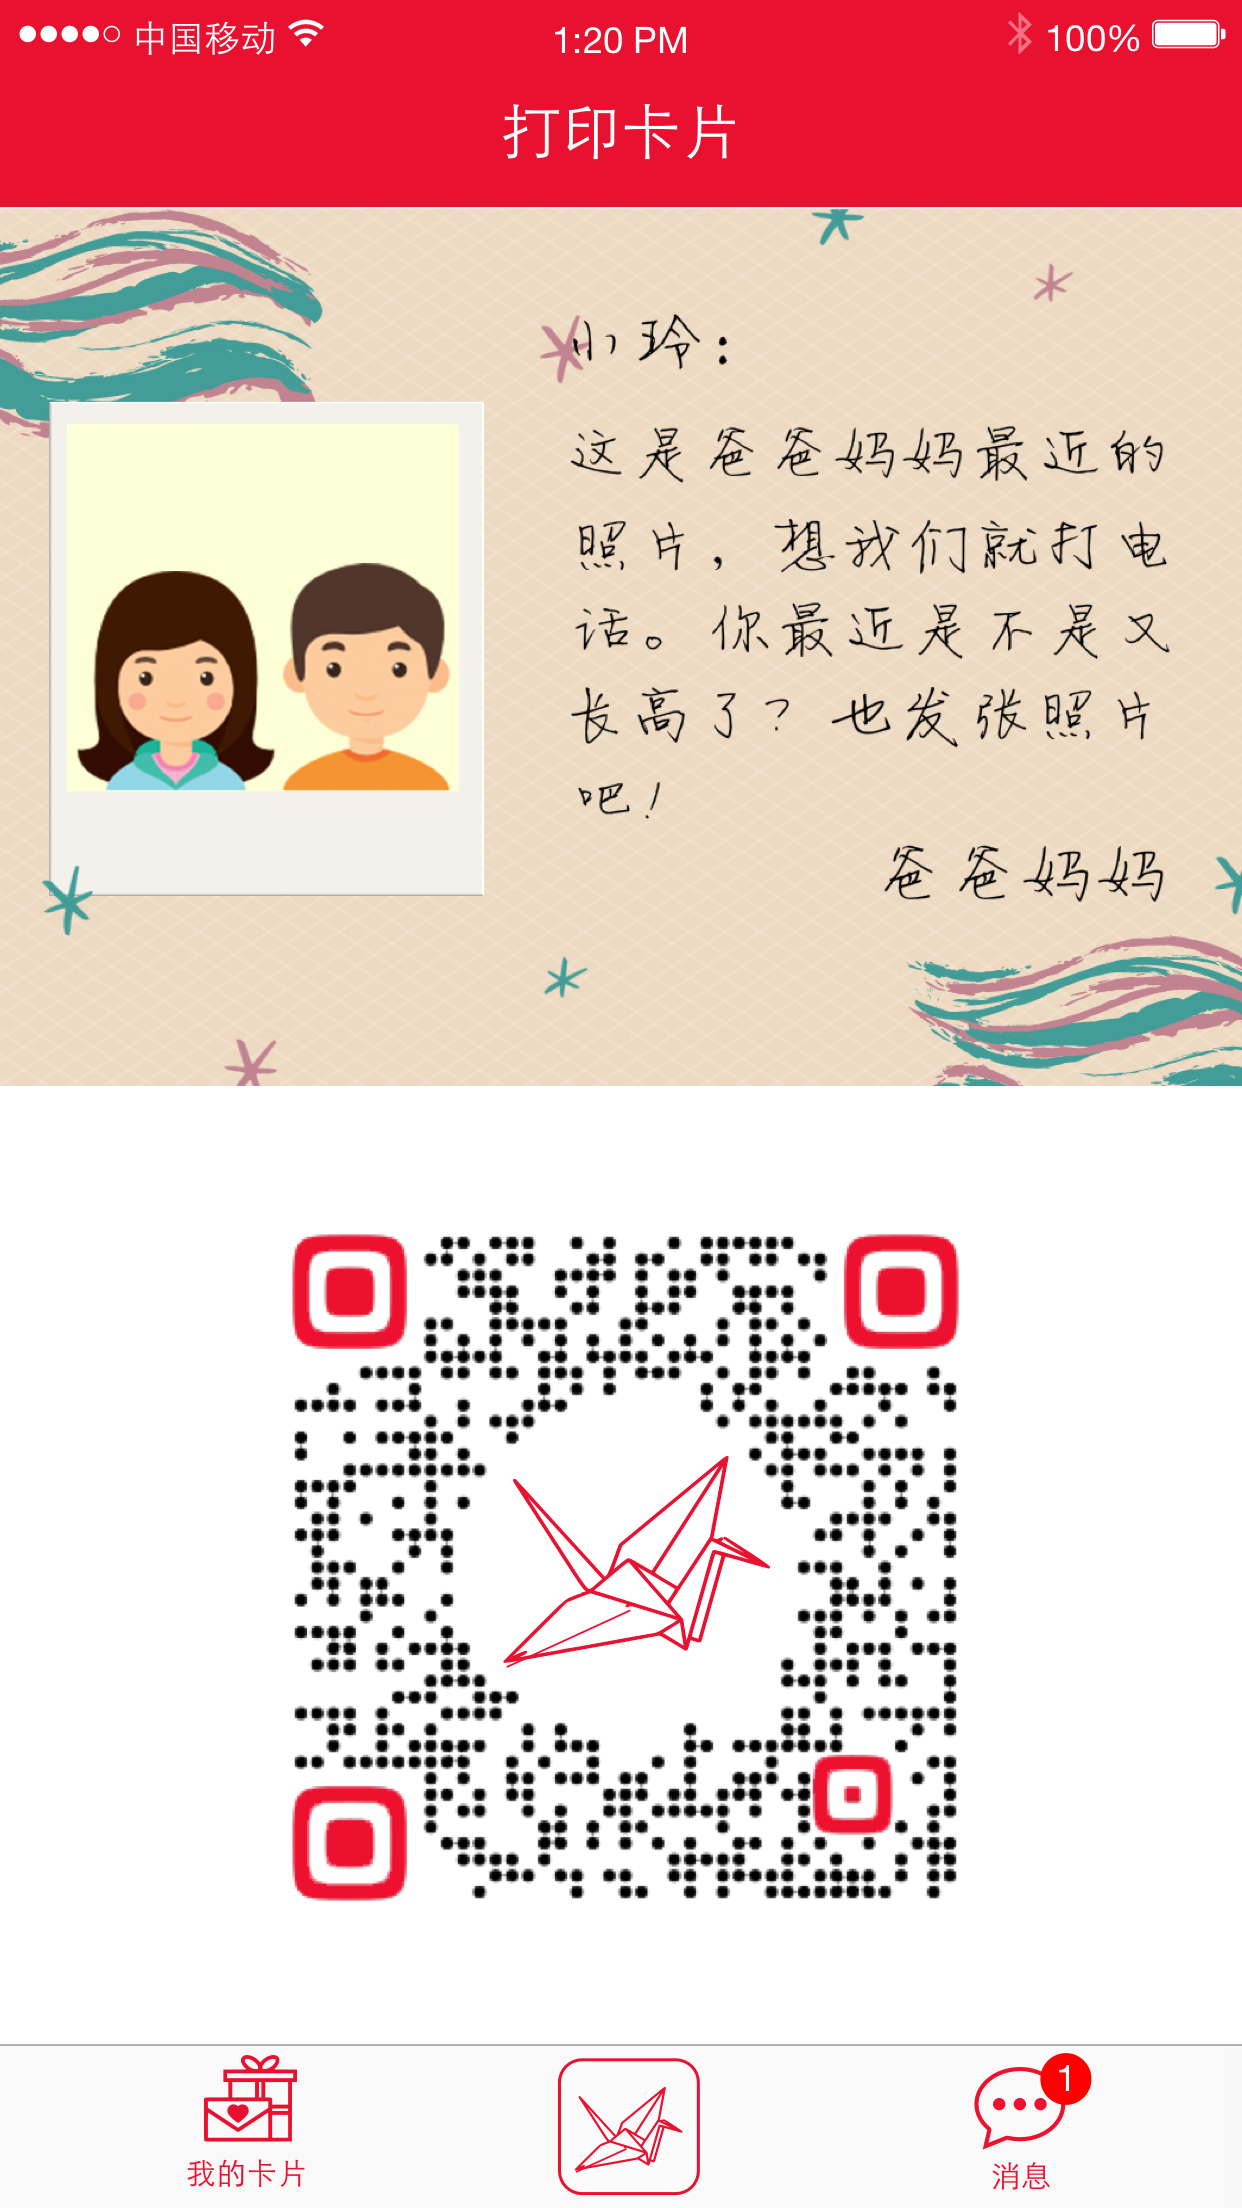 中国移动 1:20 PM 100%
打印卡片
小玲：
这是爸爸妈妈最近的
照片，想我们就打电
话。你最近是不是又
长高了？也发张照片
吧！
爸爸妈妈
1
我的卡片 消息